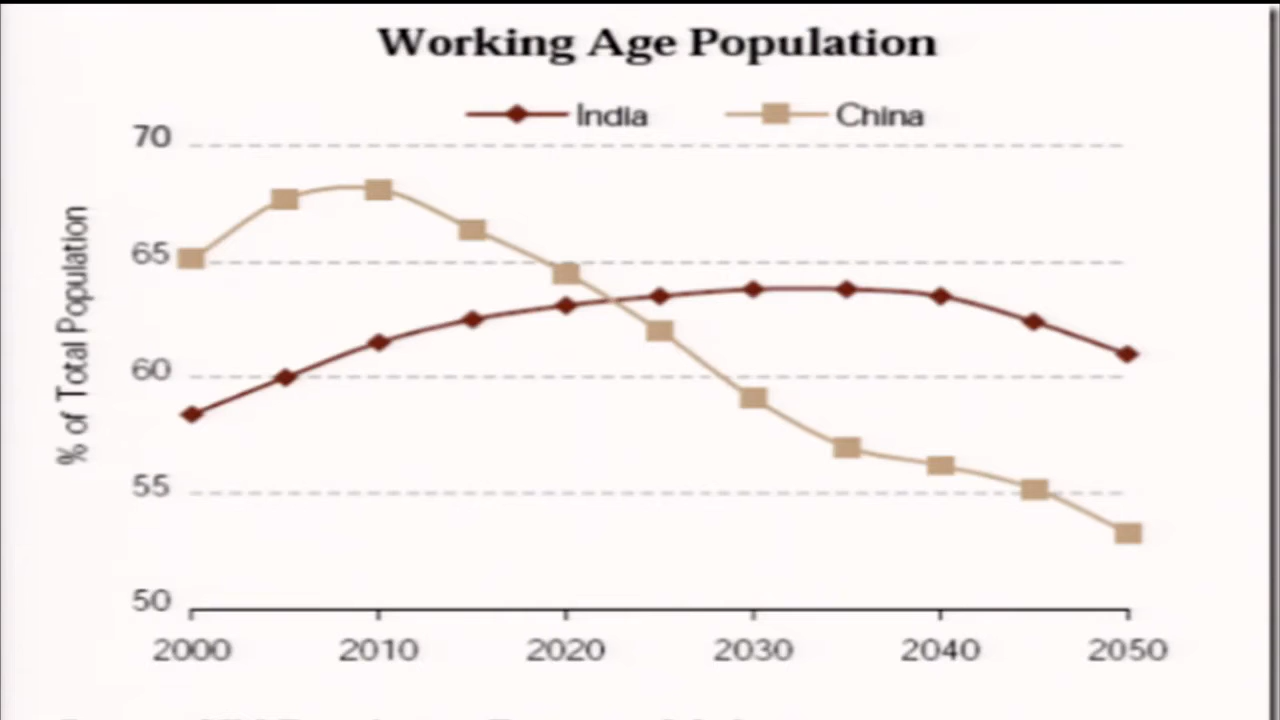 Working Age Population
India China
70
65
60
55
50
% of Total Population
2000 2010 2020 2030 2040 2050